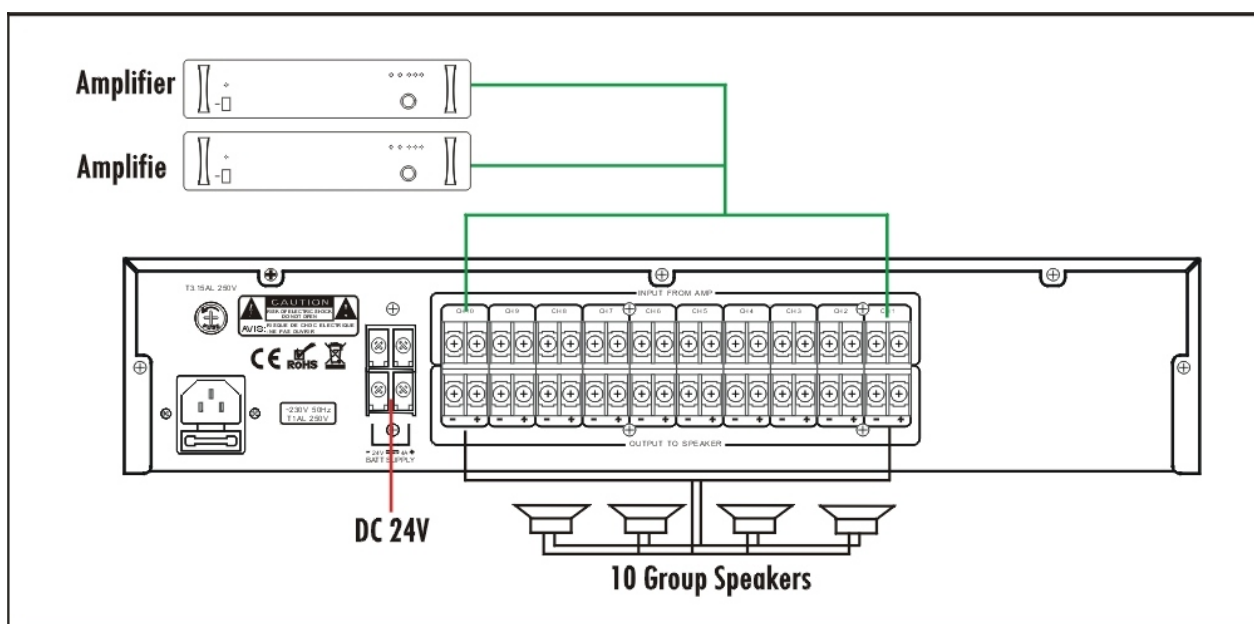 Amplifier
Amplifie
T3.15AL 250V
CAUTION
RISK OF ELECTRIC SHOCK
DO NOT OPEN
AVIS: RISQUE DE CHOC ELECTRIQUE
NE PAS OUVRIR
CE
ROHS
~230V 50Hz
T1AL 250V
- 24V 4A +
BATT SUPPLY
INPUT FROM AMP
CH10 CH9 CH8 CH7 CH6 CH5 CH4 CH3 CH2 CH1
- + - + - + - + - + - + - + - + - + - +
OUTPUT TO SPEAKER
DC 24V
10 Group Speakers